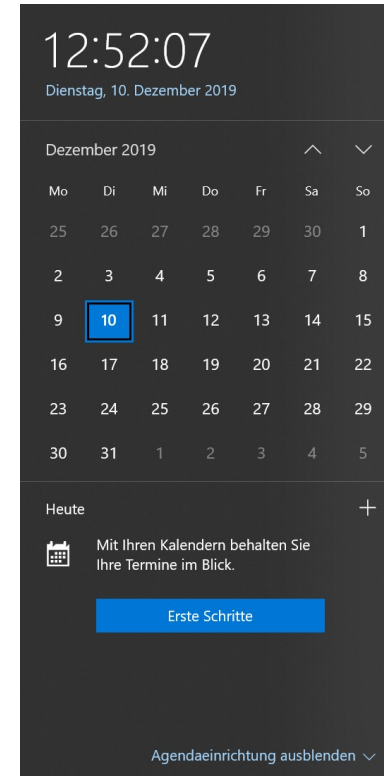 12:52:07
Dienstag, 10. Dezember 2019
Dezember 2019
Mo Di Mi Do Fr Sa So
25 26 27 28 29 30 1
2 3 4 5 6 7 8
9 10 11 12 13 14 15
16 17 18 19 20 21 22
23 24 25 26 27 28 29
30 31 1 2 3 4 5
Heute
Mit Ihren Kalendern behalten Sie
Ihre Termine im Blick.
Erste Schritte
Agendaeinrichtung ausblenden